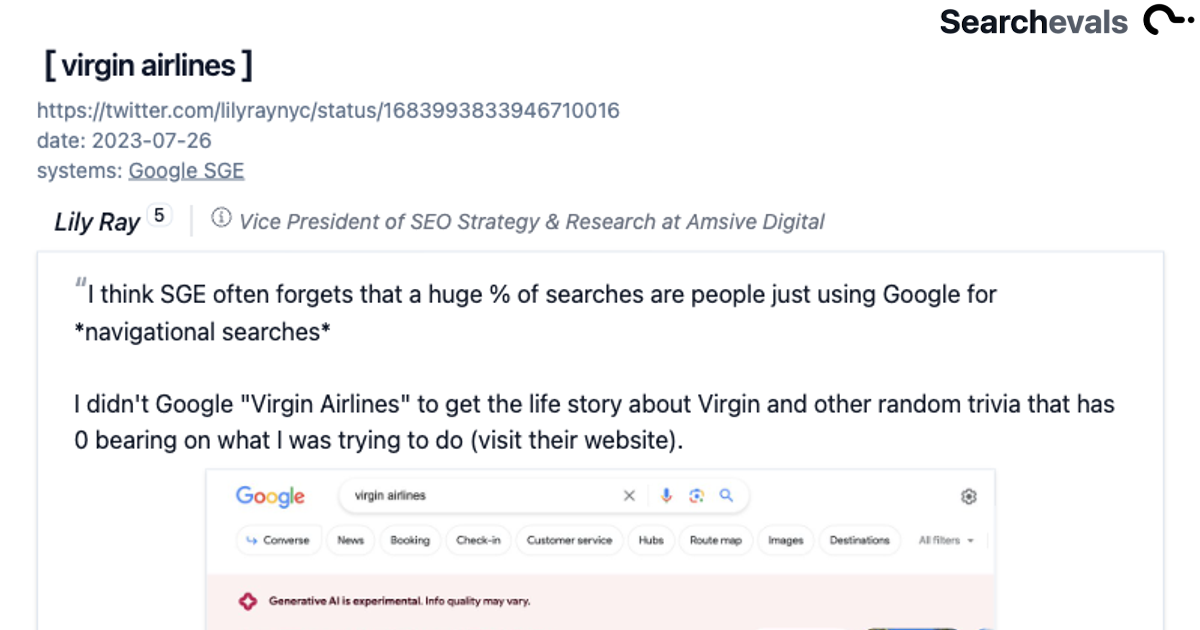 Searchevals
[ virgin airlines ]
https://twitter.com/lilyraynyc/status/1683993833946710016
date: 2023-07-26
systems: Google SGE
Lily Ray 5 Vice President of SEO Strategy & Research at Amsive Digital
"I think SGE often forgets that a huge % of searches are people just using Google for
*navigational searches*
I didn't Google "Virgin Airlines" to get the life story about Virgin and other random trivia that has
0 bearing on what I was trying to do (visit their website).
Google virgin airlines
Converse News Booking Check-in Customer service Hubs Route map Images Destinations All filters
Generative AI is experimental. Info quality may vary.